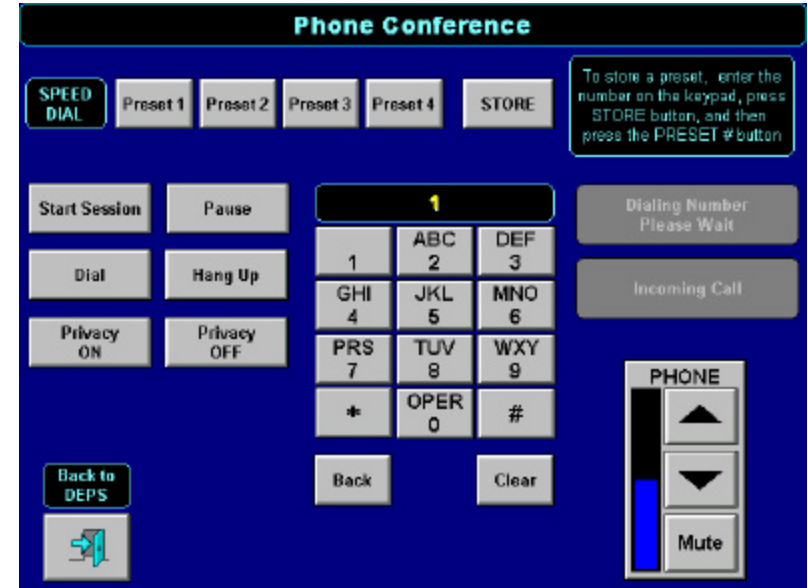 Phone Conference
SPEED
DIAL
Preset 1
Preset 2
Preset 3
Preset 4
STORE
To store a preset, enter the
number on the keypad, press
STORE button, and then
press the PRESET # button
Start Session
Pause
1
Dialing Number
Please Wait
1
ABC
2
DEF
3
Dial
Hang Up
Incoming Call
GHI
4
JKL
5
MNO
6
Privacy
ON
Privacy
OFF
PRS
7
TUV
8
WXY
9
PHONE
*
OPER
0
#
Back to
DEPS
Back
Clear
Mute